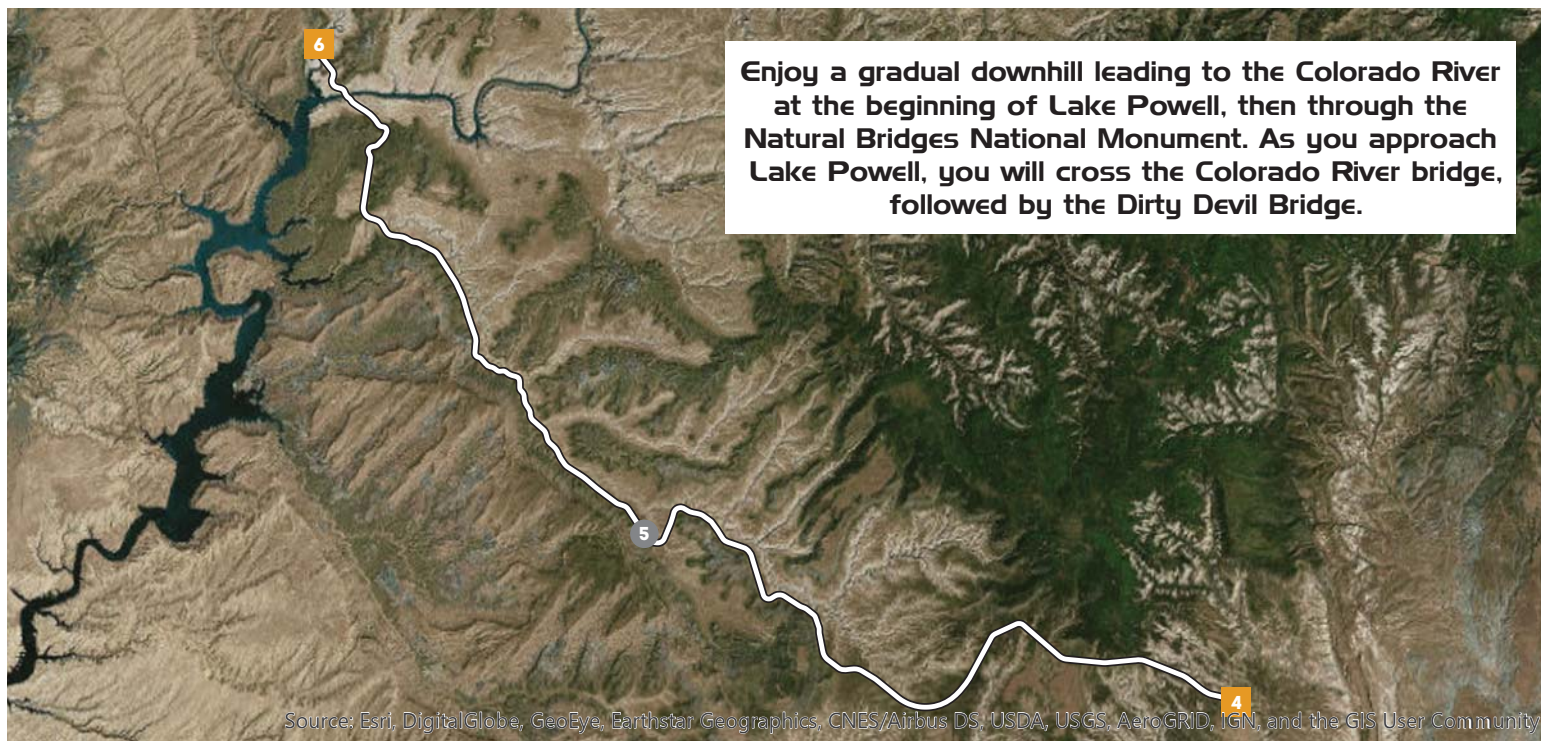 6
Enjoy a gradual downhill leading to the Colorado River
at the beginning of Lake Powell, then through the
Natural Bridges National Monument. As you approach
Lake Powell, you will cross the Colorado River bridge,
followed by the Dirty Devil Bridge.
5
4
Source: Esri, DigitalGlobe, GeoEye, Earthstar Geographics, CNES/Airbus DS, USDA, USGS, AeroGRID, IGN, and the GIS User Community